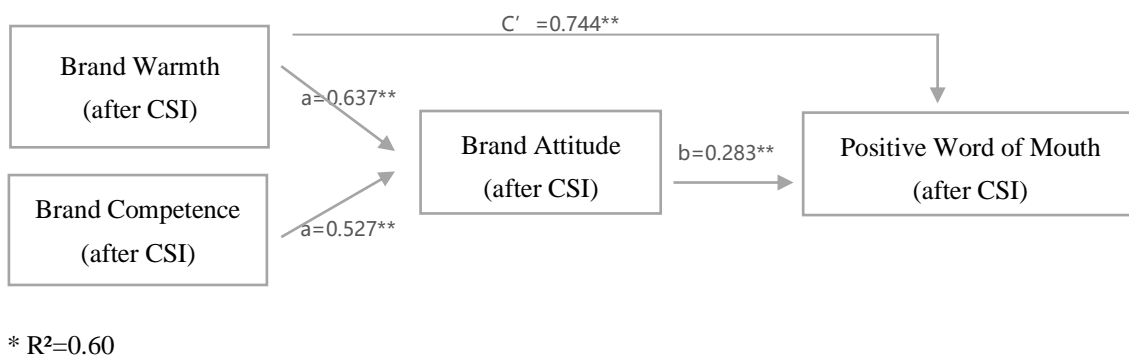 C' =0.744**
Brand Warmth
(after CSI)
a=0.637**
Brand Attitude
(after CSI)
b=0.283**
Positive Word of Mouth
(after CSI)
Brand Competence
(after CSI)
a=0.527**
* R²=0.60